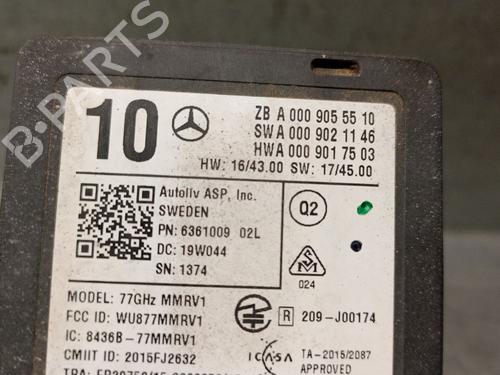 10
ZB A 000 905 55 10
SW A 000 902 11 46
HW A 000 901 75 03
HW: 16/43.00 SW: 17/45.00
Autoliv ASP, Inc.
SWEDEN
PN: 6361009 02L
DC: 19W044
SN: 1374
Q2
024
MODEL: 77GHz MMRV1
FCC ID: WU877MMRV1
IC: 8436B-77MMRV1
CMIIT ID: 2015FJ2632
R 209-J00174
ICASA TA-2015/2087
APPROVED
B-PARTS